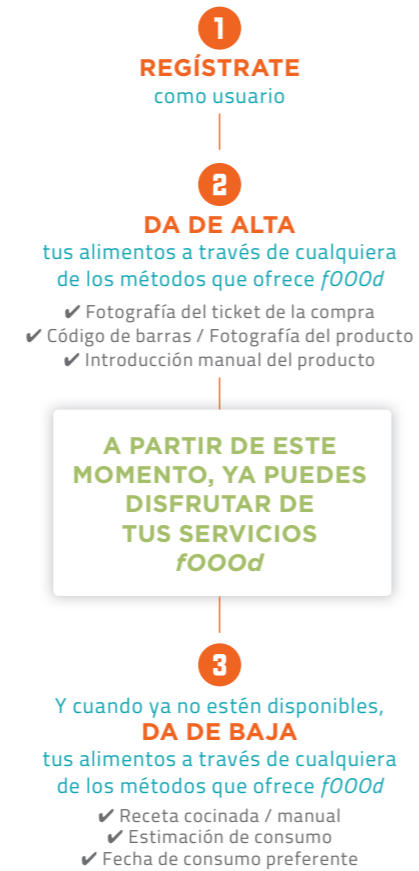 1
REGÍSTRATE
como usuario
2
DA DE ALTA
tus alimentos a través de cualquiera
de los métodos que ofrece fOOOd
✔ Fotografía del ticket de la compra
✔ Código de barras / Fotografía del producto
✔ Introducción manual del producto
A PARTIR DE ESTE
MOMENTO, YA PUEDES
DISFRUTAR DE
TUS SERVICIOS
fOOOd
3
Y cuando ya no estén disponibles,
DA DE BAJA
tus alimentos a través de cualquiera
de los métodos que ofrece fOOOd
✔ Receta cocinada / manual
✔ Estimación de consumo
✔ Fecha de consumo preferente